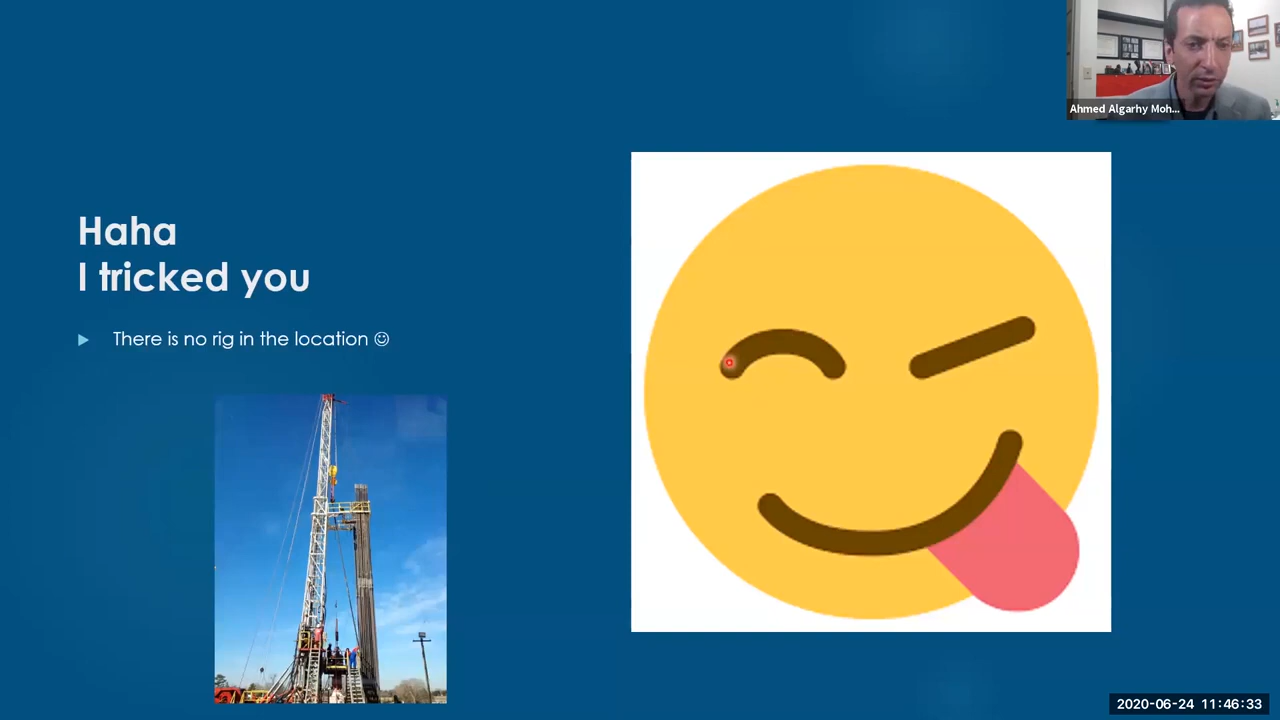 Haha
I tricked you
There is no rig in the location ☺
Ahmed Algarhy Moh...
2020-06-24 11:46:33